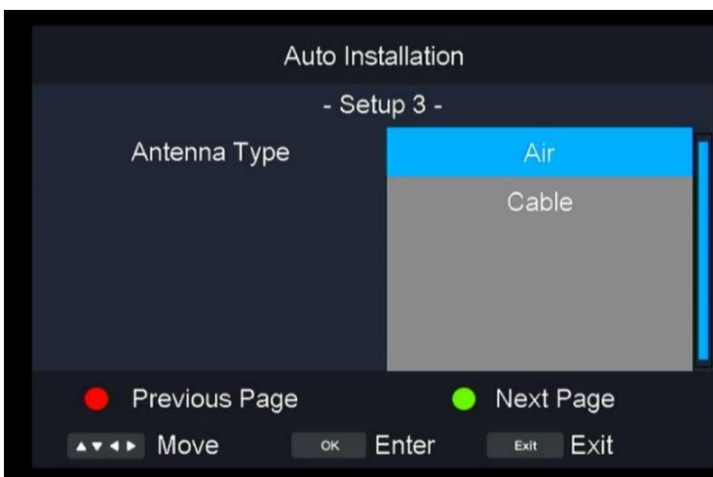 Auto Installation
- Setup 3 -
Antenna Type Air
Cable
Previous Page Next Page
▲▼◄► Move OK Enter Exit Exit